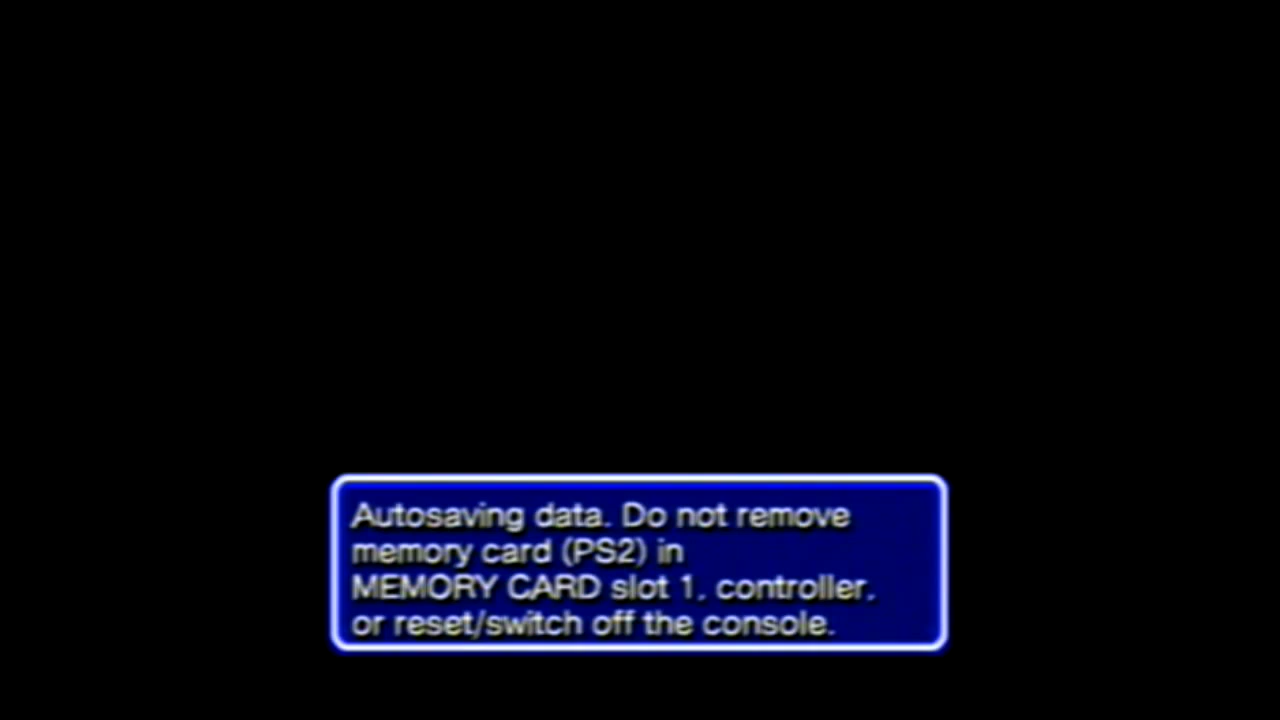 Autosaving data. Do not remove
memory card (PS2) in
MEMORY CARD slot 1, controller,
or reset/switch off the console.